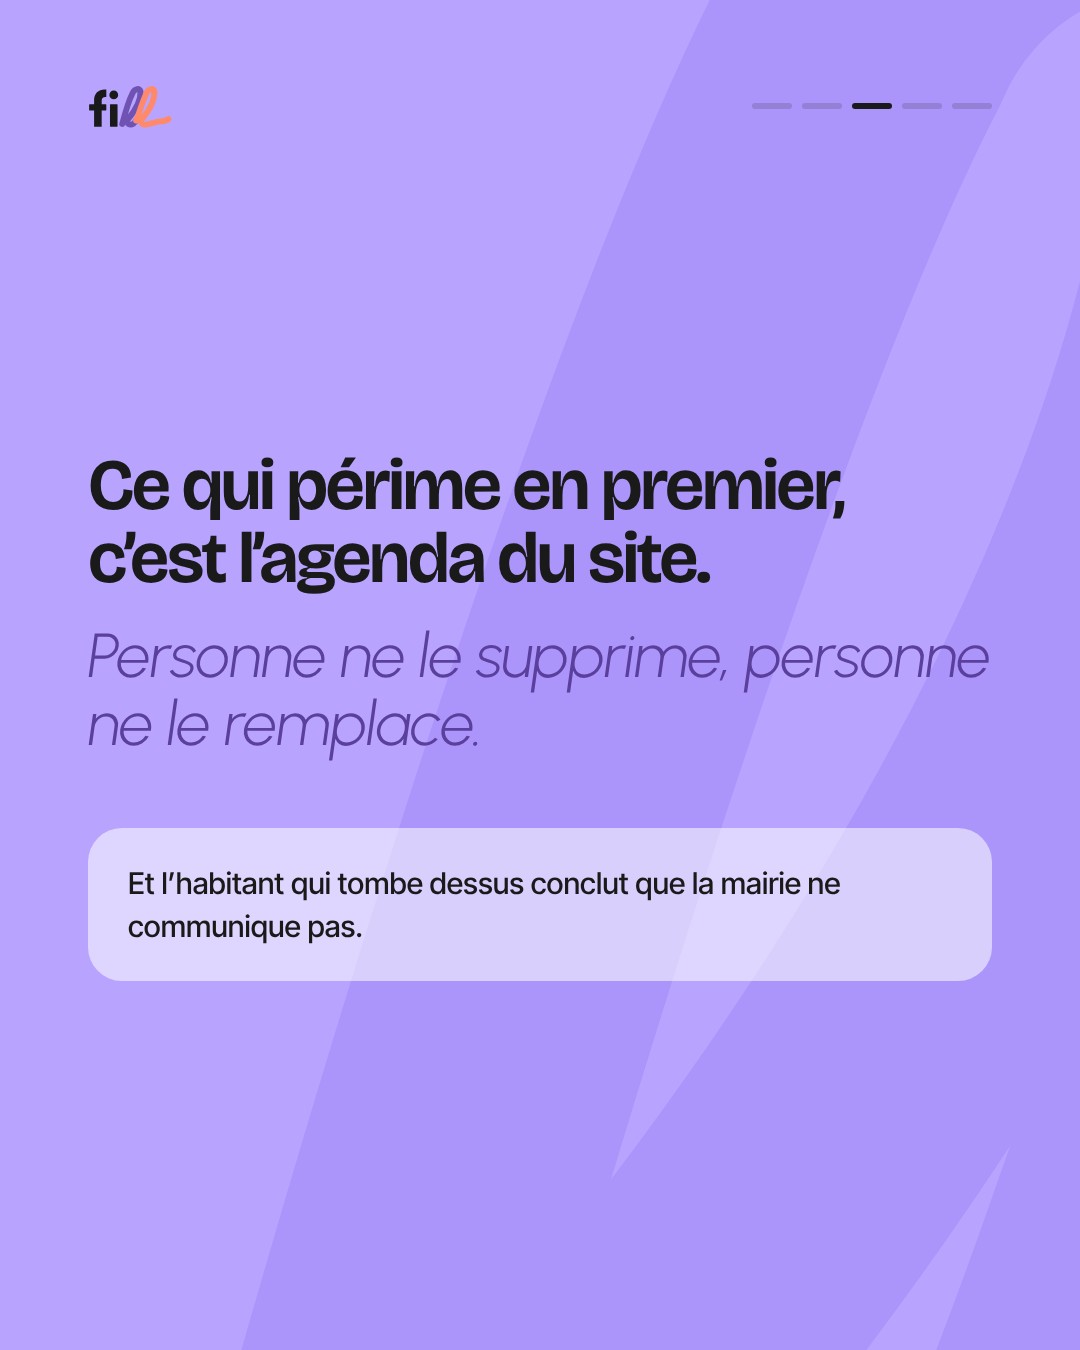 fill
Ce qui périme en premier,
c’est l’agenda du site.
Personne ne le supprime, personne
ne le remplace.
Et l’habitant qui tombe dessus conclut que la mairie ne
communique pas.